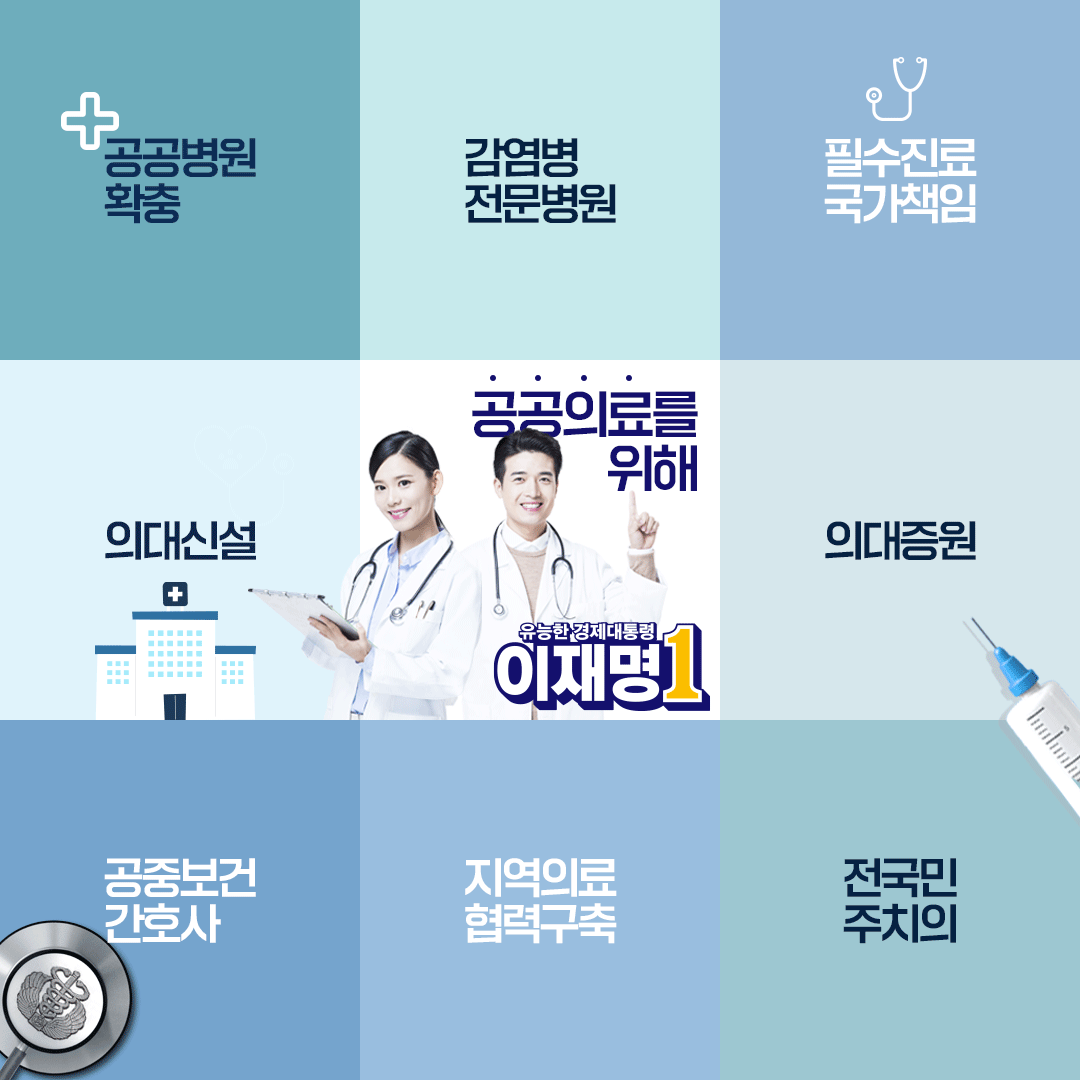 공공병원
확충
감염병
전문병원
필수진료
국가책임
의대신설
공공의료를
위해
유능한 경제대통령
이재명1
의대증원
공중보건
간호사
지역의료
협력구축
전국민
주치의